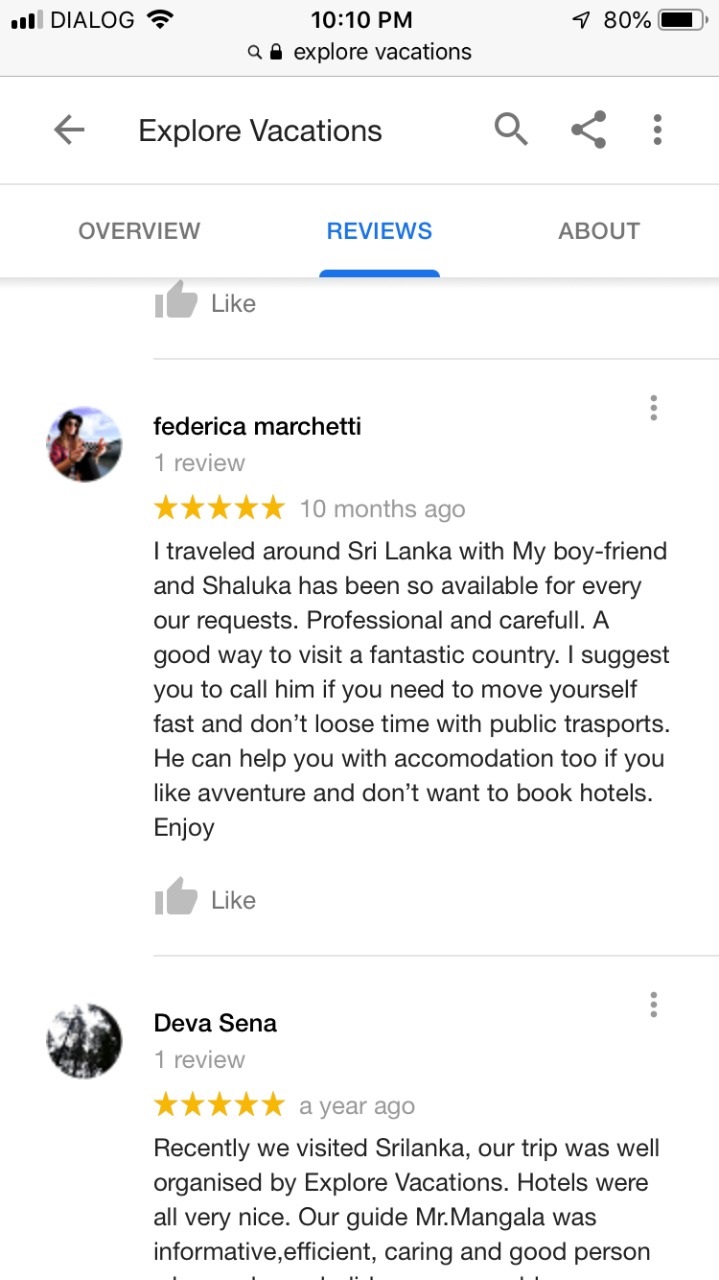 DIALOG 10:10 PM 80%
explore vacations
Explore Vacations
OVERVIEW REVIEWS ABOUT
Like
federica marchetti
1 review
10 months ago
I traveled around Sri Lanka with My boy-friend
and Shaluka has been so available for every
our requests. Professional and carefull. A
good way to visit a fantastic country. I suggest
you to call him if you need to move yourself
fast and don’t loose time with public trasports.
He can help you with accomodation too if you
like avventure and don’t want to book hotels.
Enjoy
Like
Deva Sena
1 review
a year ago
Recently we visited Srilanka, our trip was well
organised by Explore Vacations. Hotels were
all very nice. Our guide Mr.Mangala was
informative,efficient, caring and good person